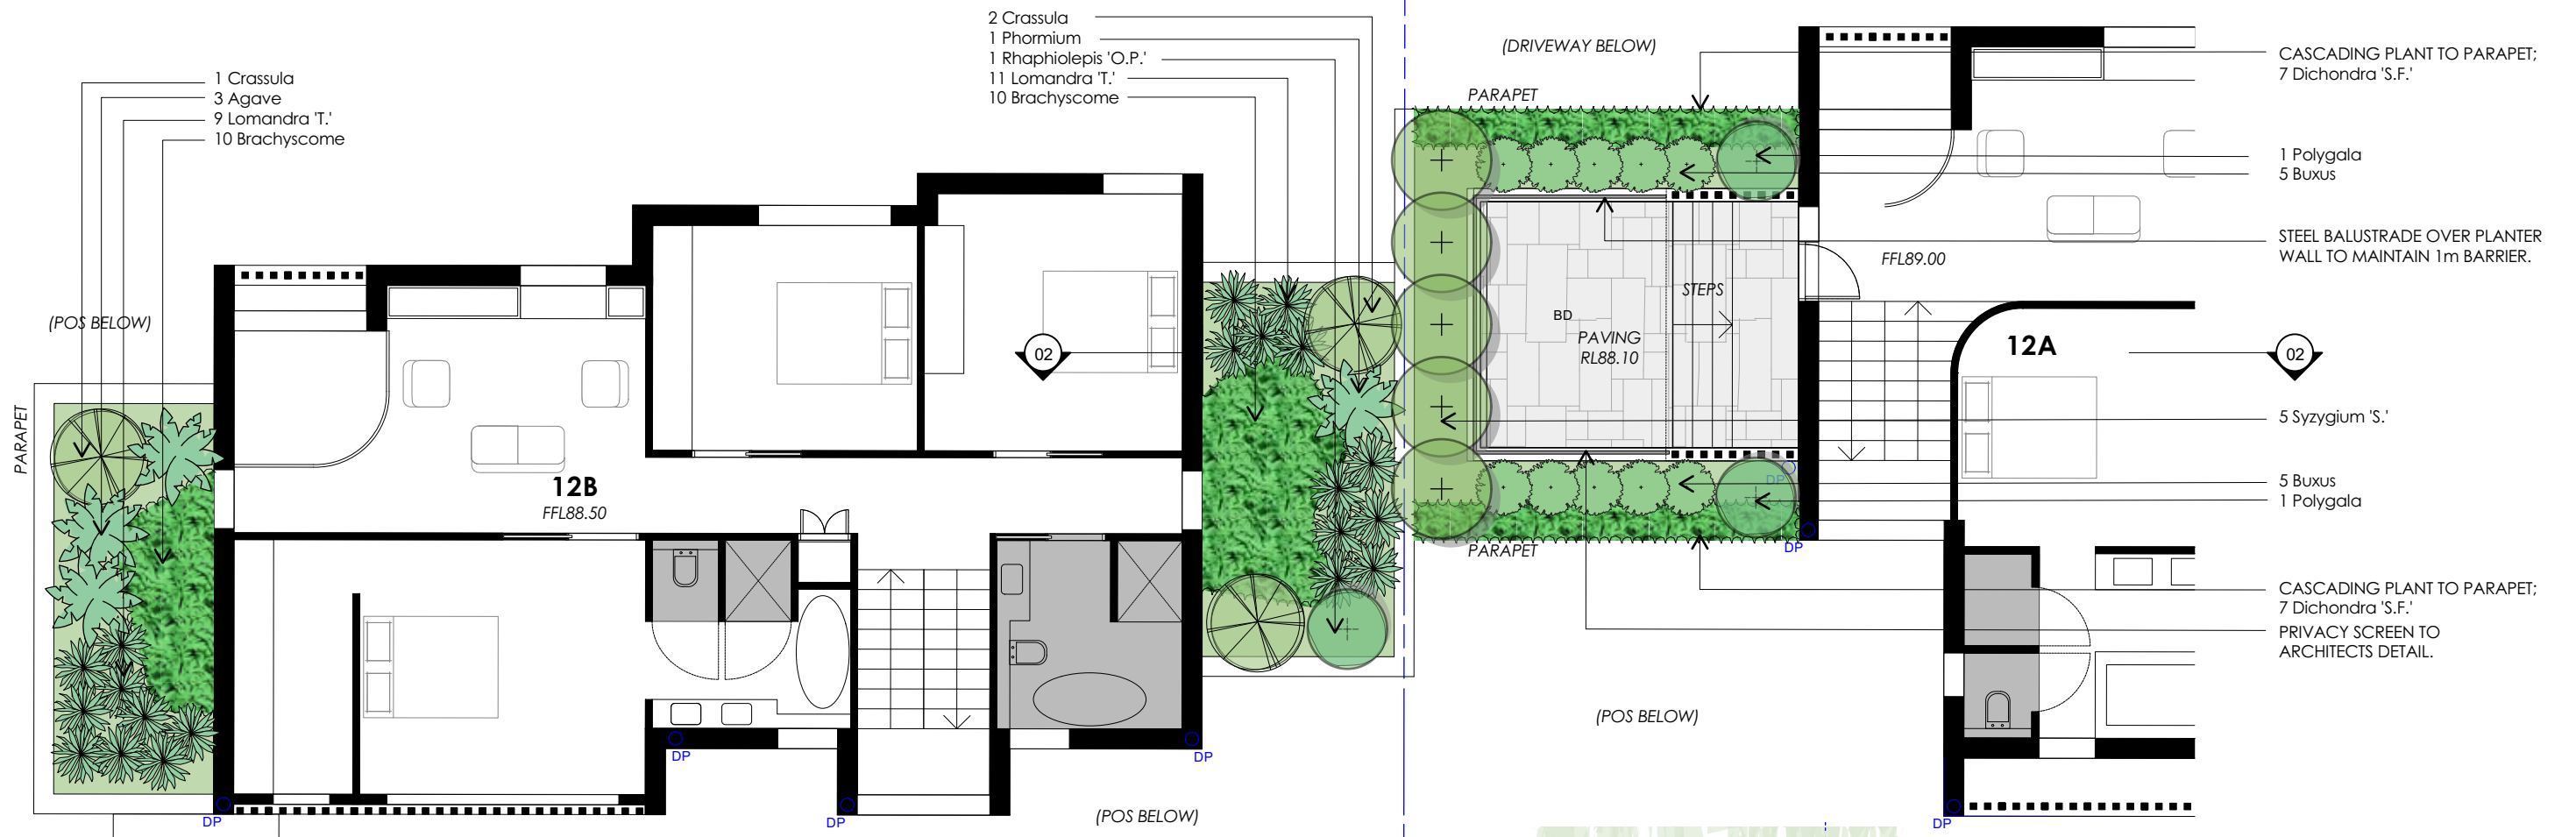 1 Crassula
3 Agave
9 Lomandra 'T.'
10 Brachyscome
2 Crassula
1 Phormium
1 Rhaphiolepis 'O.P.'
11 Lomandra 'T.'
10 Brachyscome
(DRIVEWAY BELOW)
PARAPET
CASCADING PLANT TO PARAPET;
7 Dichondra 'S.F.'
1 Polygala
5 Buxus
STEEL BALUSTRADE OVER PLANTER
WALL TO MAINTAIN 1m BARRIER.
FFL89.00
STEPS
BD
PAVING
RL88.10
12A
02
02
(POS BELOW)
PARAPET
12B
FFL88.50
5 Syzygium 'S.'
5 Buxus
1 Polygala
DP
DP
PARAPET
CASCADING PLANT TO PARAPET;
7 Dichondra 'S.F.'
PRIVACY SCREEN TO
ARCHITECTS DETAIL.
(POS BELOW)
DP
DP
(POS BELOW)
DP
DP
DP